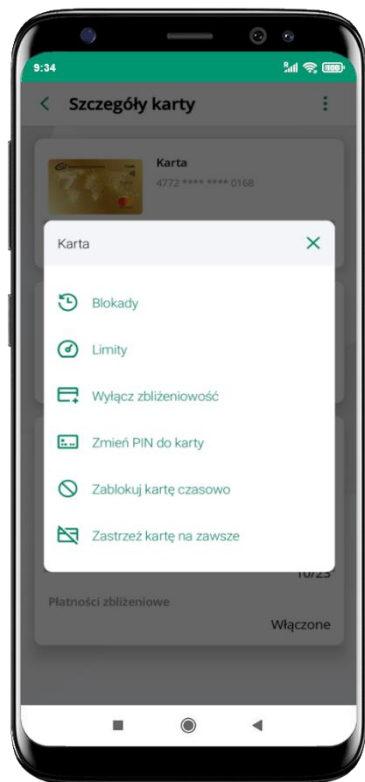 9:34
Szczegóły karty
Karta
4772 **** **** 0168
Karta
Blokady
Limity
Wyłącz zbliżeniowość
Zmień PIN do karty
Zablokuj kartę czasowo
Zastrzeż kartę na zawsze
10/23
Płatności zbliżeniowe
Włączone